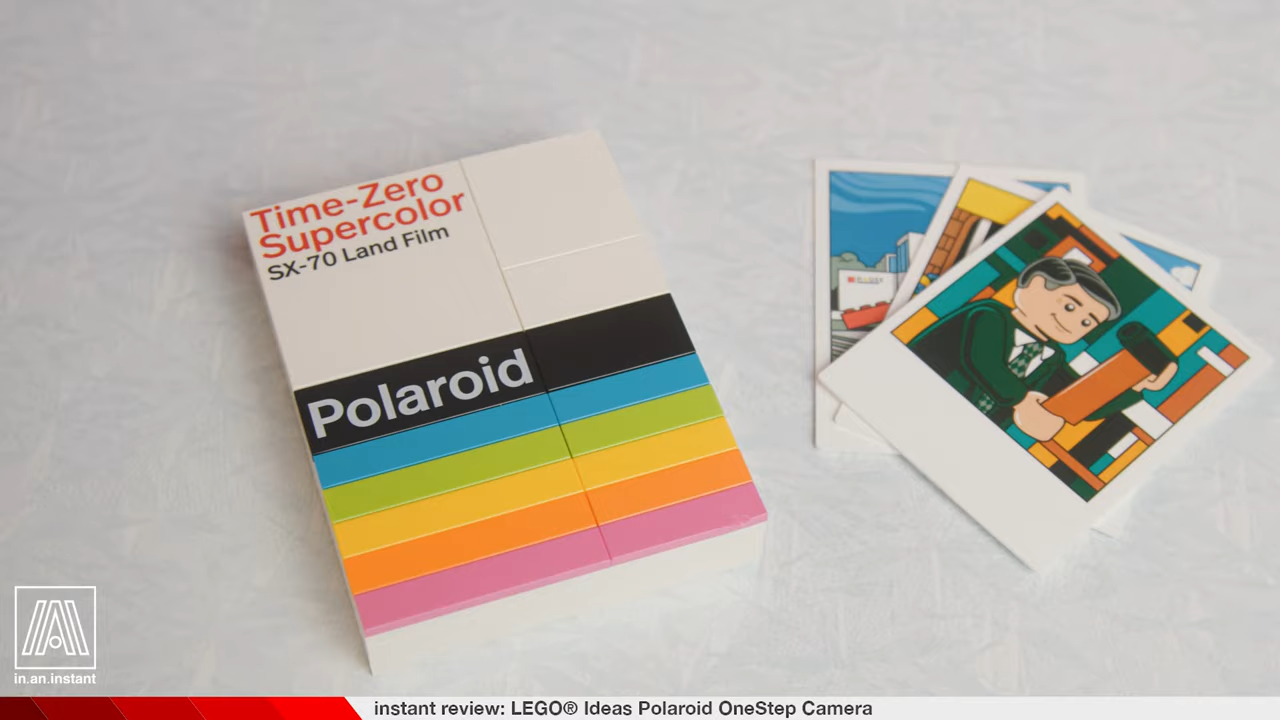 Time-Zero
Supercolor
SX-70 Land Film
Polaroid
in.an.instant
instant review: LEGO® Ideas Polaroid OneStep Camera